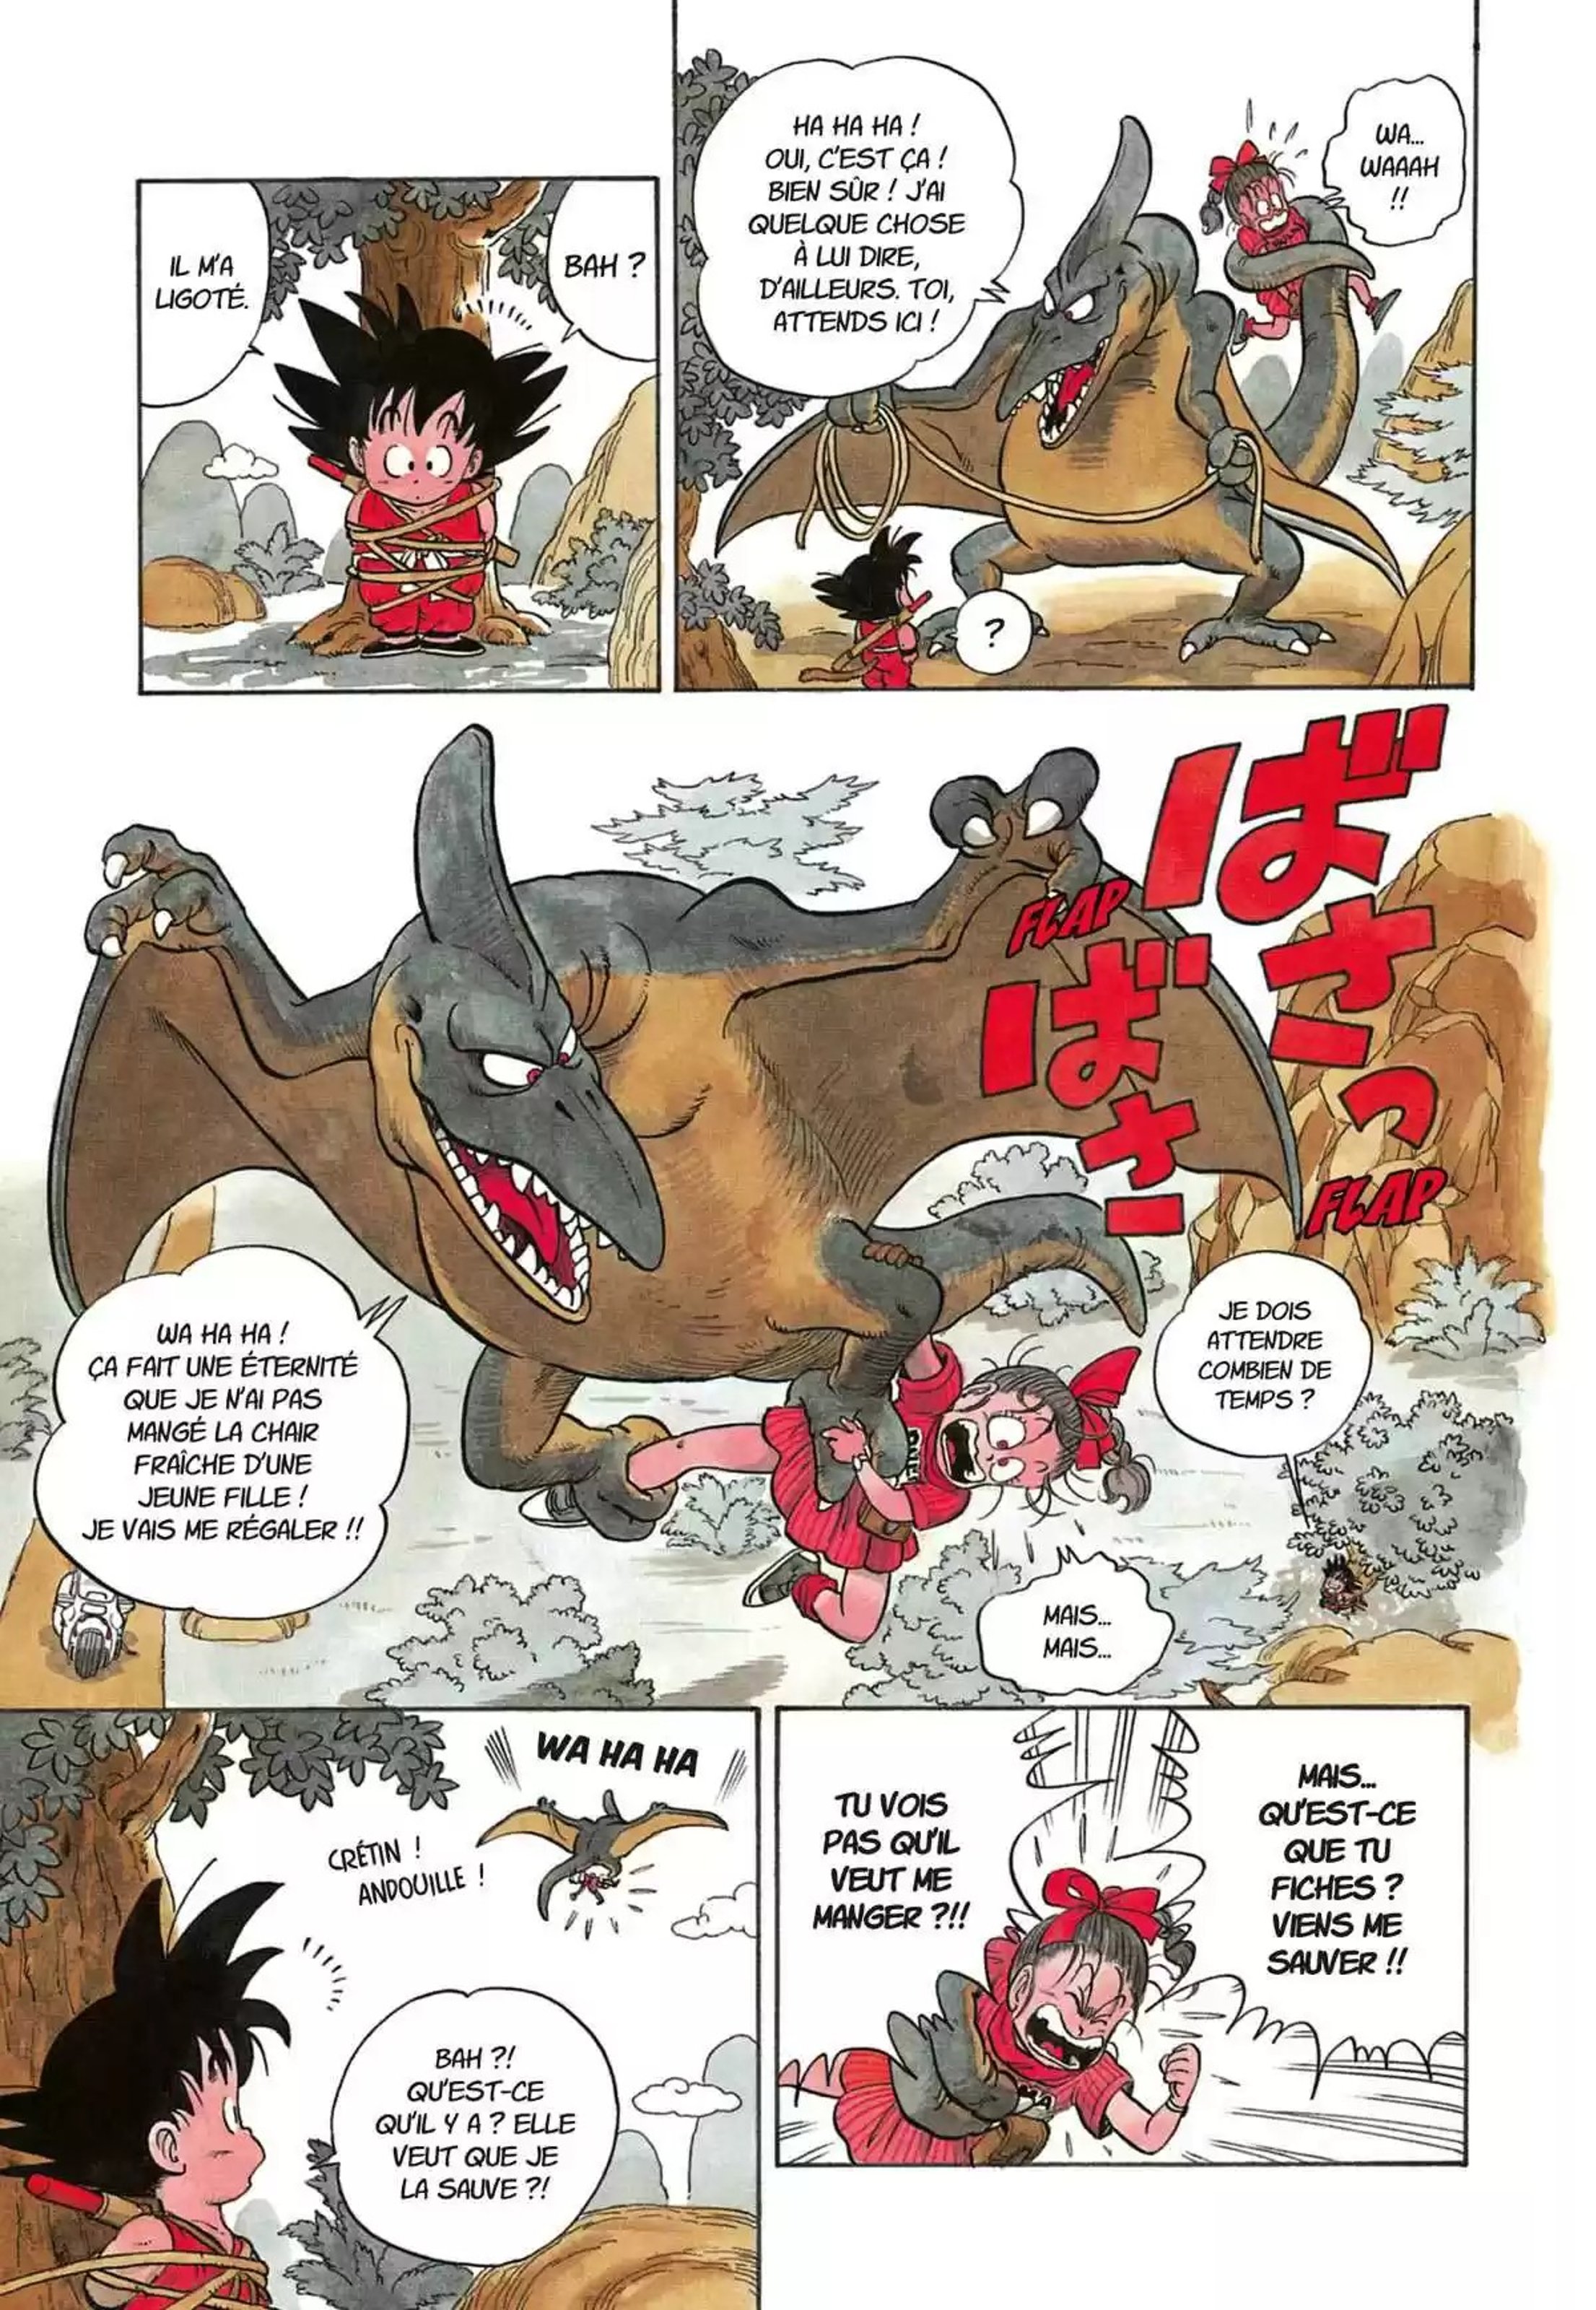 HA HA HA !
OUI, C'EST ÇA !
BIEN SÛR ! J'AI
QUELQUE CHOSE
À LUI DIRE,
D'AILLEURS. TOI,
ATTENDS ICI !
WA...
WAAAH
!!
?
BAH ?
IL M'A
LIGOTÉ.
ばさっ
FLAP
ばさ
FLAP
WA HA HA !
ÇA FAIT UNE ÉTERNITÉ
QUE JE N'AI PAS
MANGÉ LA CHAIR
FRAÎCHE D'UNE
JEUNE FILLE !
JE VAIS ME RÉGALER !!
JE DOIS
ATTENDRE
COMBIEN DE
TEMPS ?
MAIS...
MAIS...
MAIS...
QU'EST-CE
QUE TU
FICHES ?
VIENS ME
SAUVER !!
TU VOIS
PAS QU'IL
VEUT ME
MANGER ?!!
WA HA HA
CRÉTIN !
ANDOUILLE !
BAH ?!
QU'EST-CE
QU'IL Y A ? ELLE
VEUT QUE JE
LA SAUVE ?!